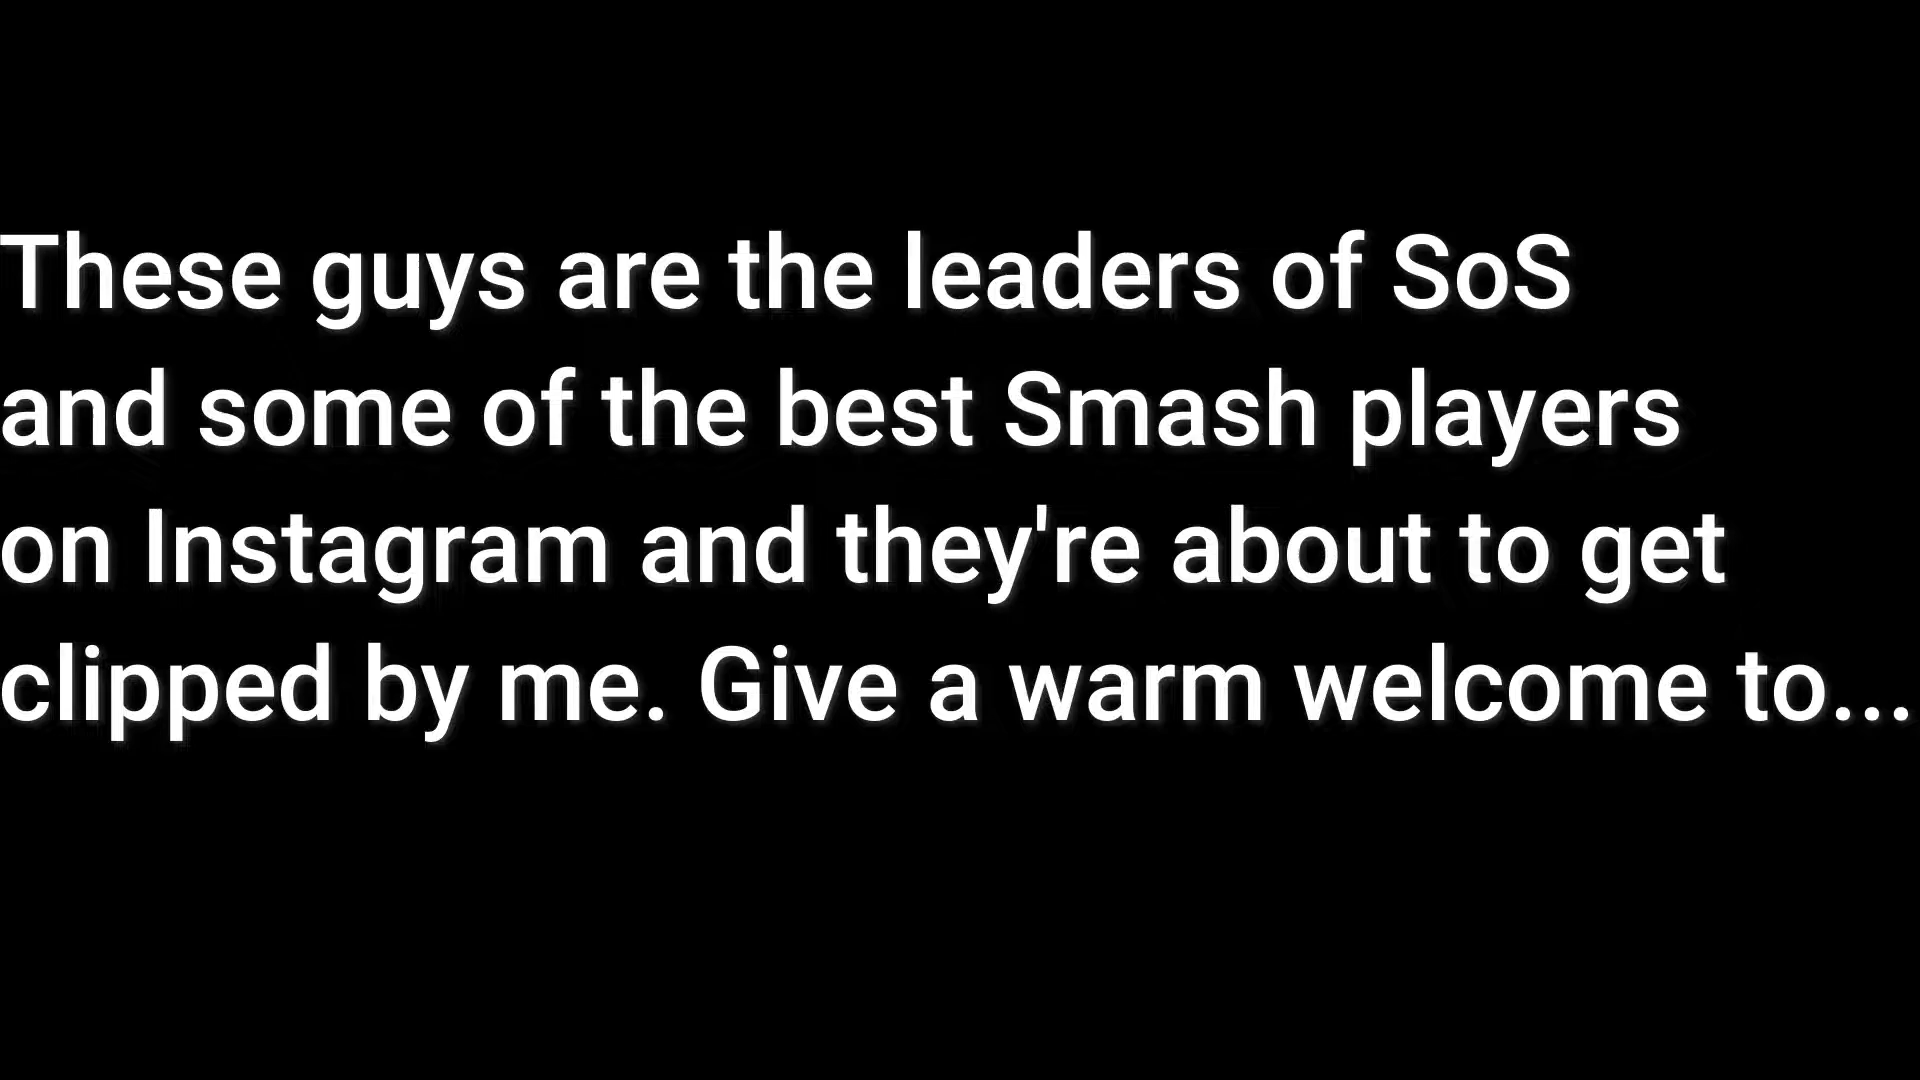 These guys are the leaders of SoS
and some of the best Smash players
on Instagram and they're about to get
clipped by me. Give a warm welcome to...